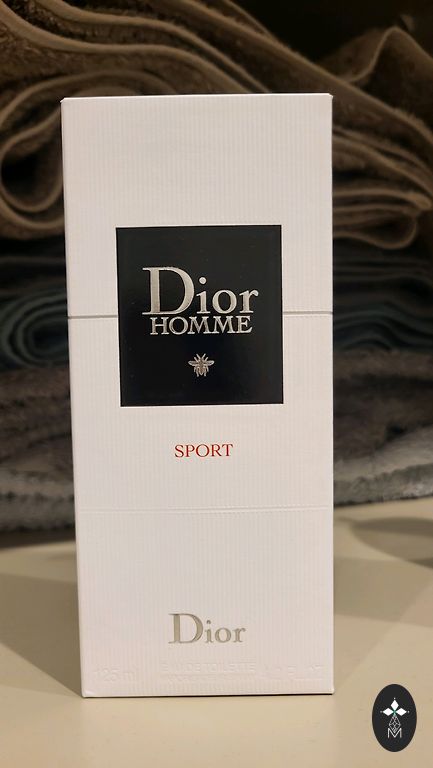 Dior
HOMME
SPORT
Dior
125 ml EAU DE TOILETTE